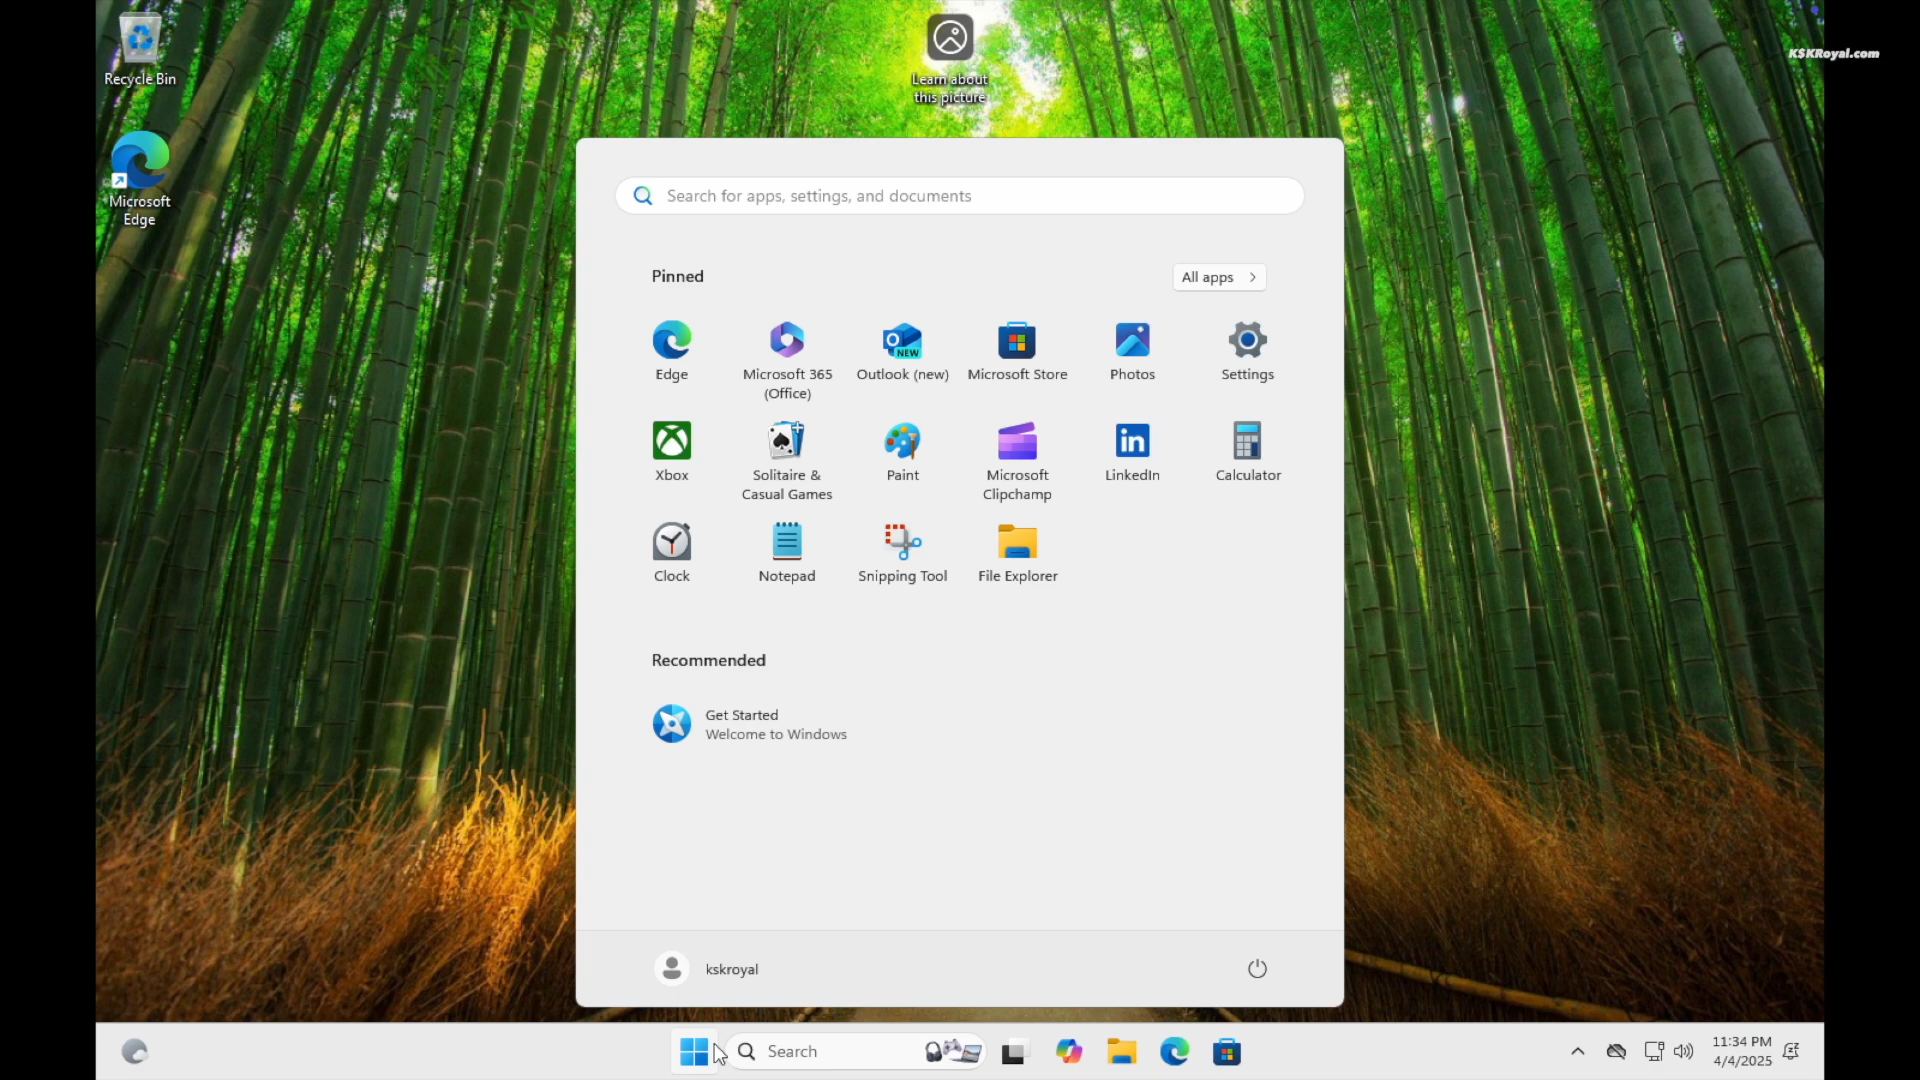 Recycle Bin
Learn about
this picture
KSKRoyal.com
Microsoft
Edge
Search for apps, settings, and documents
Pinned
All apps
Edge
Microsoft 365
(Office)
Outlook (new)
NEW
Microsoft Store
Photos
Settings
Xbox
Solitaire &
Casual Games
Paint
Microsoft
Clipchamp
LinkedIn
in
Calculator
Clock
Notepad
Snipping Tool
File Explorer
Recommended
Get Started
Welcome to Windows
kskroyal
Search
11:34 PM
4/4/2025